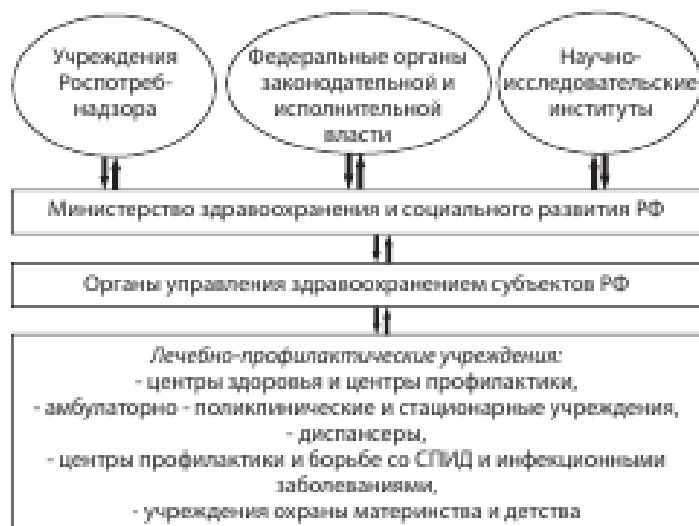 Учреждения
Роспотреб-
надзора
Федеральные органы
законодательной и
исполнительной
власти
Научно-
исследовательские
институты
Министерство здравоохранения и социального развития РФ
Органы управления здравоохранением субъектов РФ
Лечебно-профилактические учреждения:
- центры здоровья и центры профилактики,
- амбулаторно - поликлинические и стационарные учреждения,
- диспансеры,
- центры профилактики и борьбе со СПИД и инфекционными
заболеваниями,
- учреждения охраны материнства и детства